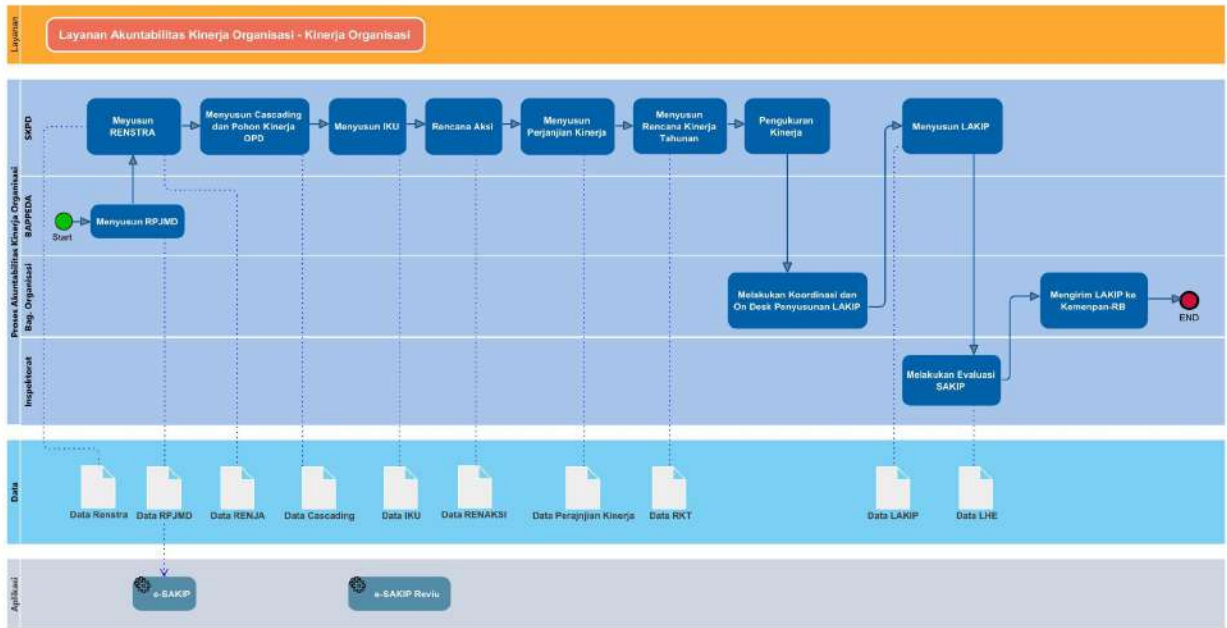 Layanan
Layanan Akuntabilitas Kinerja Organisasi - Kinerja Organisasi
Proses Akuntabilitas Kinerja Organisasi
SKPD
Meyusun
RENSTRA
Menyusun Cascading
dan Pohon Kinerja
OPD
Menyusun IKU
Rencana Aksi
Menyusun
Perjanjian Kinerja
Menyusun
Rencana Kinerja
Tahunan
Pengukuran
Kinerja
Menyusun LAKIP
BAPPEDA
Start
Menyusun RPJMD
Bag. Organisasi
Melakukan Koordinasi dan
On Desk Penyusunan LAKIP
Mengirim LAKIP ke
Kemenpan-RB
END
Inspektorat
Melakukan Evaluasi
SAKIP
Data
Data Renstra
Data RPJMD
Data RENJA
Data Cascading
Data IKU
Data RENAKSI
Data Perajnjian Kinerja
Data RKT
Data LAKIP
Data LHE
Aplikasi
e-SAKIP
e-SAKIP Reviu